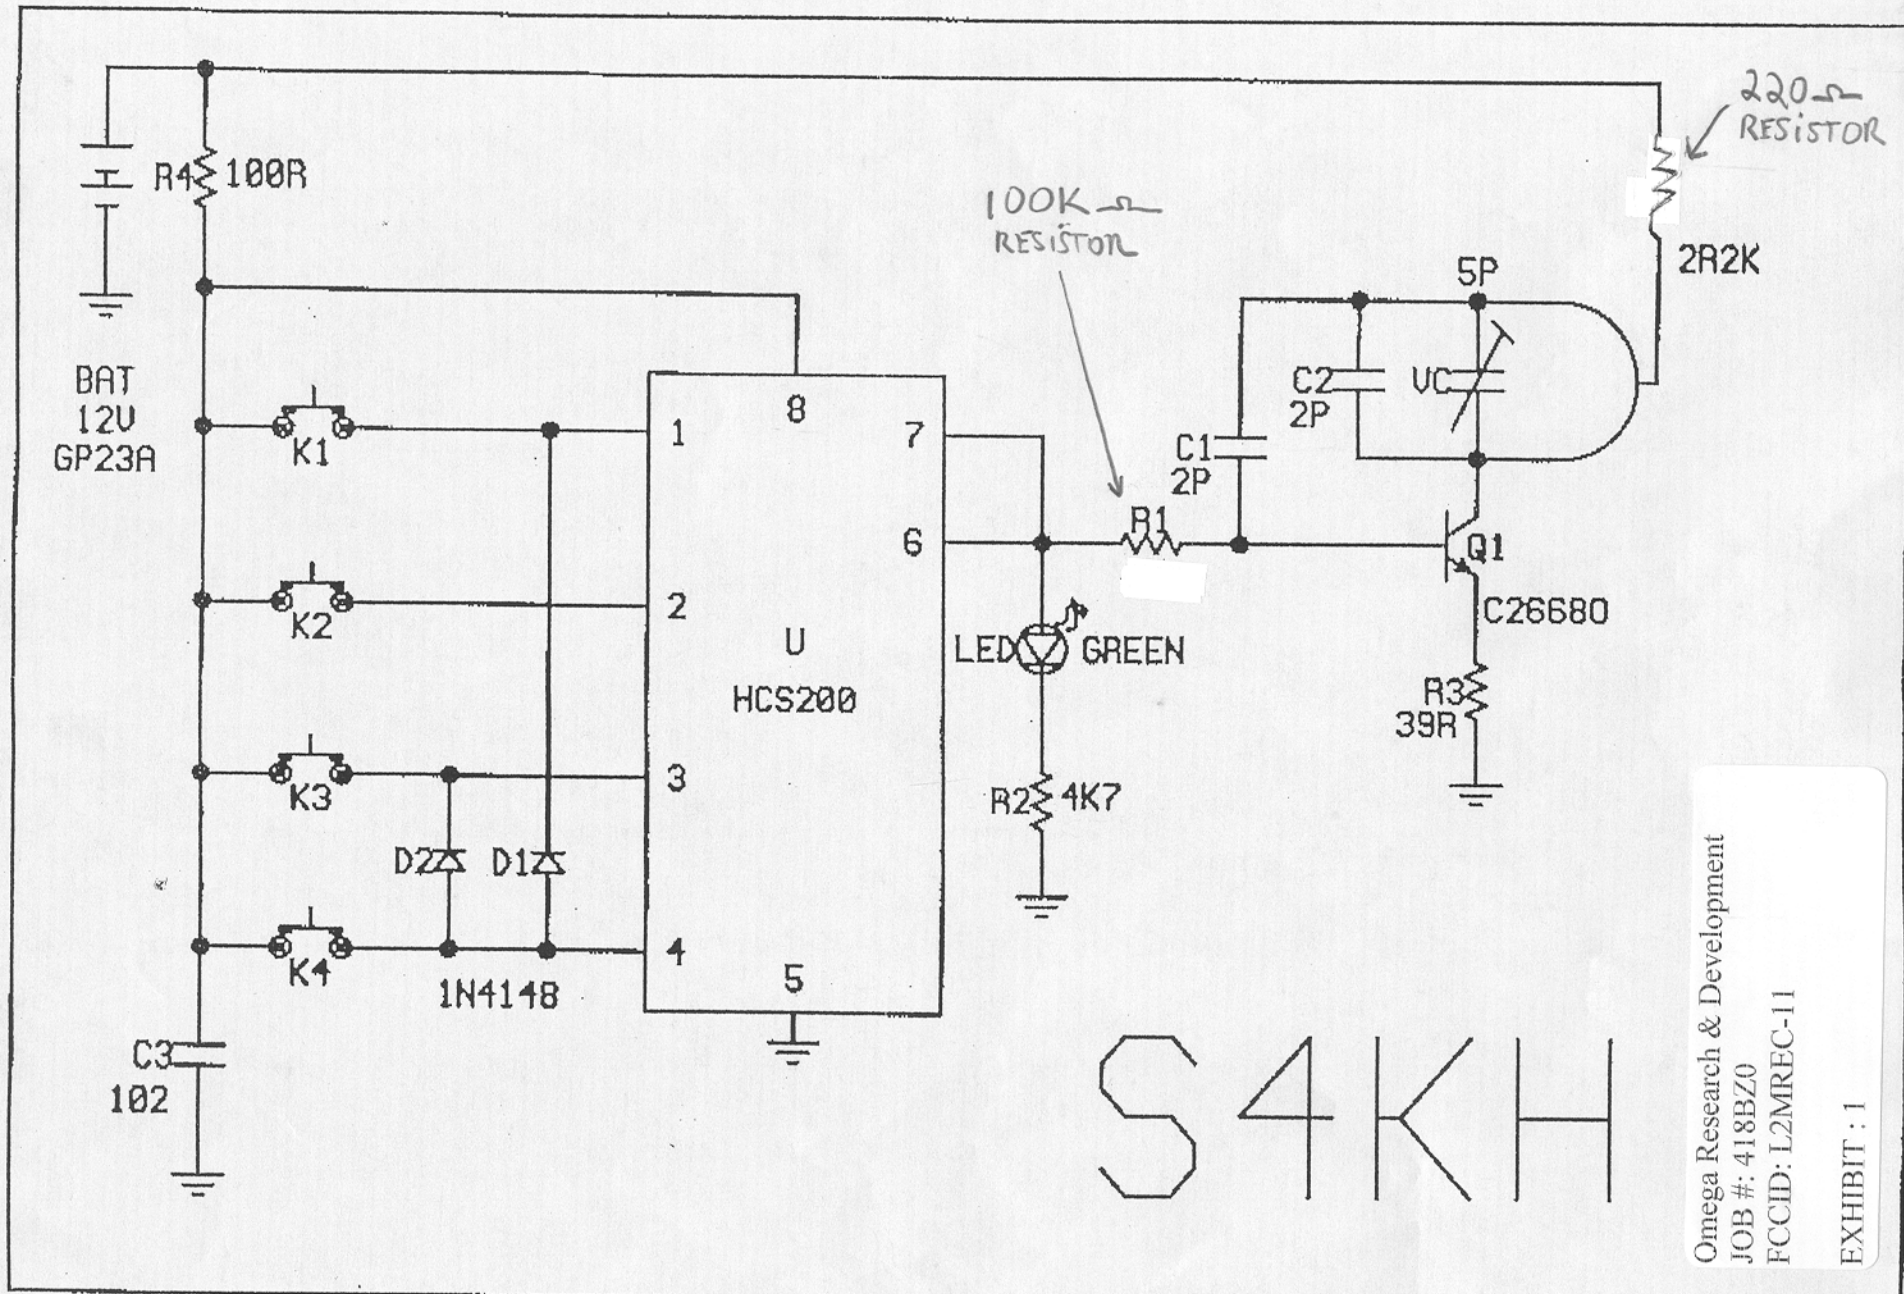 220Ω
RESISTOR
R4 100R
100KΩ
RESISTOR
2R2K
5P
BAT
12V
GP23A
K1
1
8
7
C1
2P
C2
2P
VC
R1
6
Q1
C26680
K2
2
U
HCS200
LED GREEN
R3
39R
K3
3
R2 4K7
D2 D1
K4
4
1N4148
5
C3
102
S4KH
Omega Research & Development
JOB #: 418BZ0
FCCID: L2MREC-11
EXHIBIT : 1